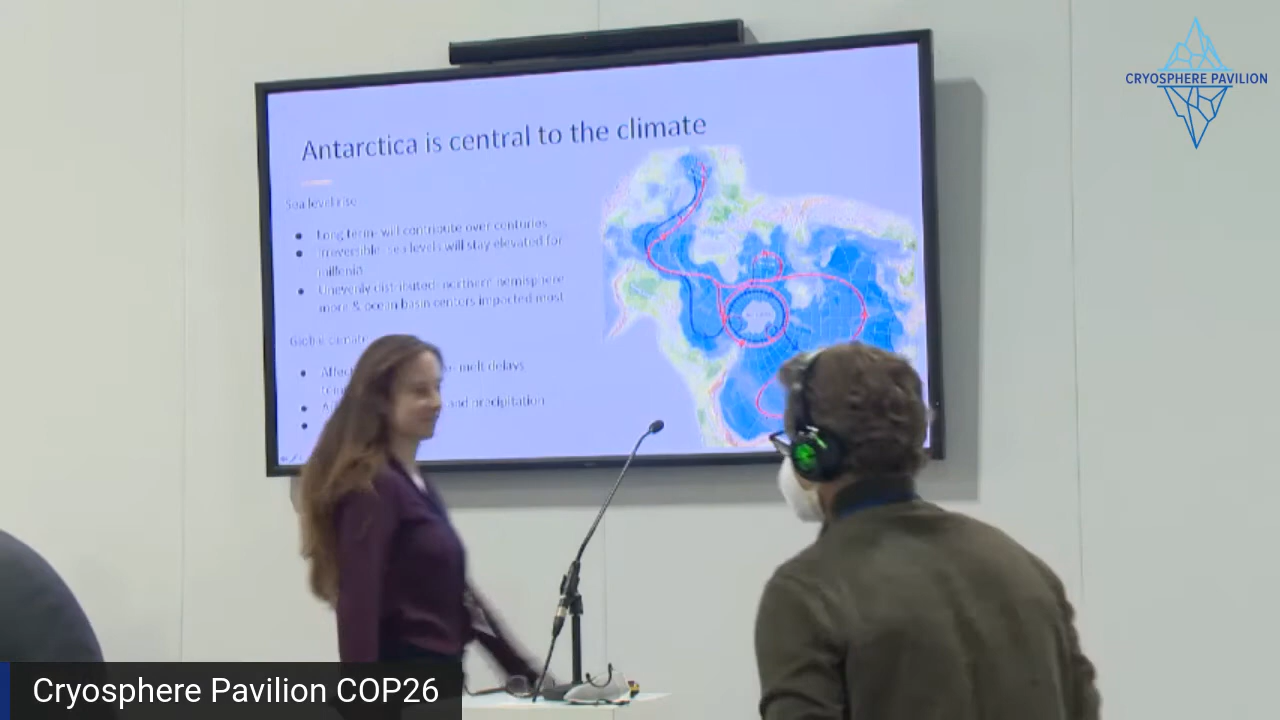 CRYOSPHERE PAVILION
Antarctica is central to the climate
Sea level rise
Long term- will contribute over centuries
Irreversible- sea levels will stay elevated for
millenia
Unevenly distributed- northern hemisphere
more & ocean basin centers impacted most
Global climate
melt delays
and precipitation
Cryosphere Pavilion COP26